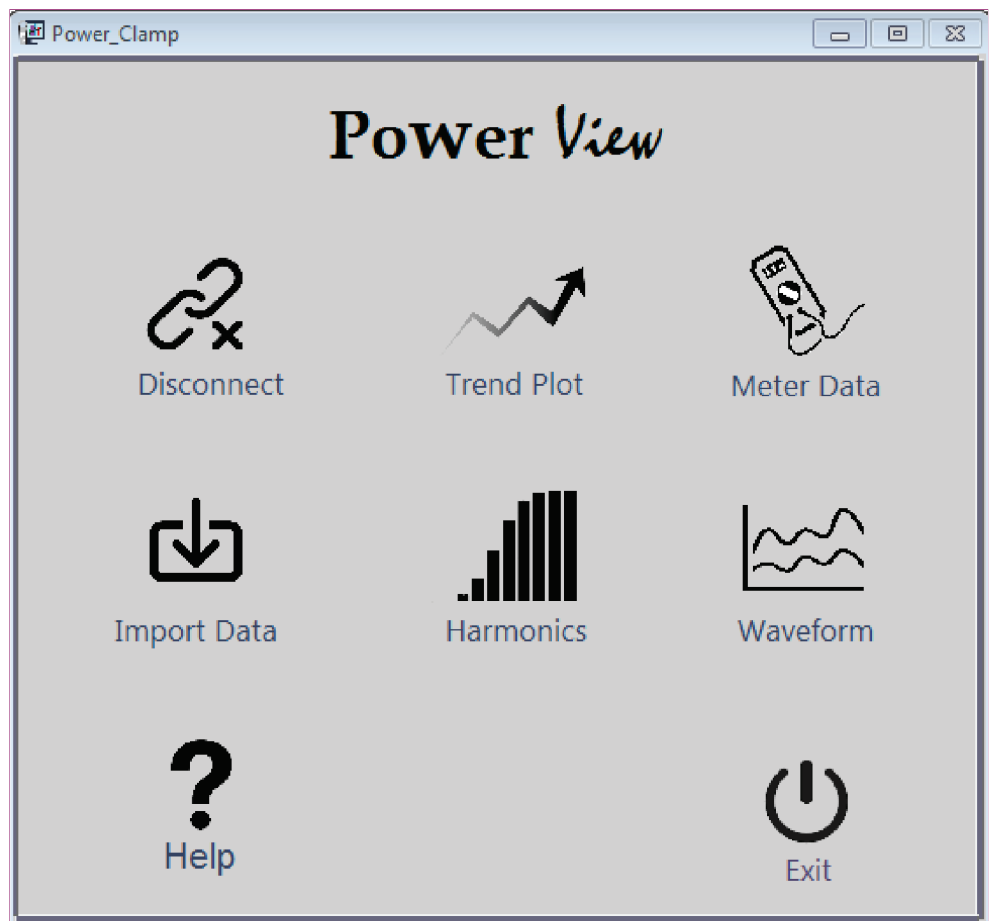 Power_Clamp
Power View
Disconnect
Trend Plot
Meter Data
Import Data
Harmonics
Waveform
Help
Exit